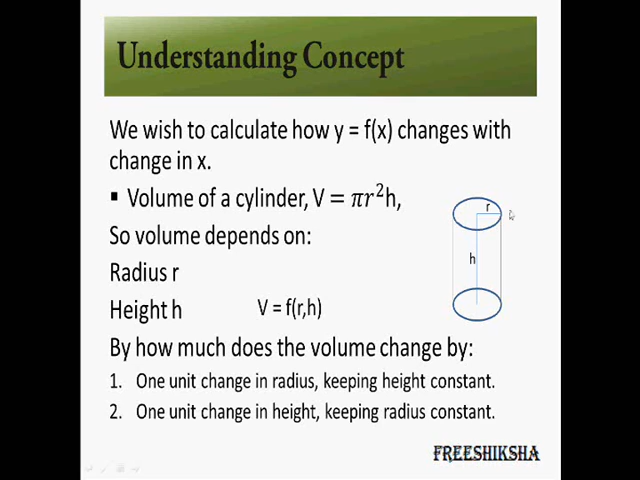 Understanding Concept
We wish to calculate how y = f(x) changes with
change in x.
▪ Volume of a cylinder, V = 𝜋𝑟²h,
So volume depends on:
Radius r
Height h
V = f(r,h)
r
h
By how much does the volume change by:
1. One unit change in radius, keeping height constant.
2. One unit change in height, keeping radius constant.
FREESHIKSHA